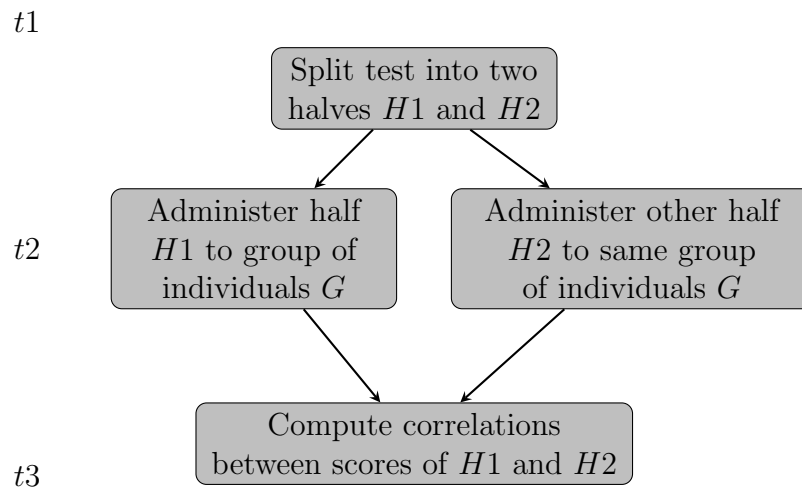 t1
Split test into two
halves H1 and H2
Administer half
H1 to group of
individuals G
Administer other half
H2 to same group
of individuals G
t2
Compute correlations
between scores of H1 and H2
t3